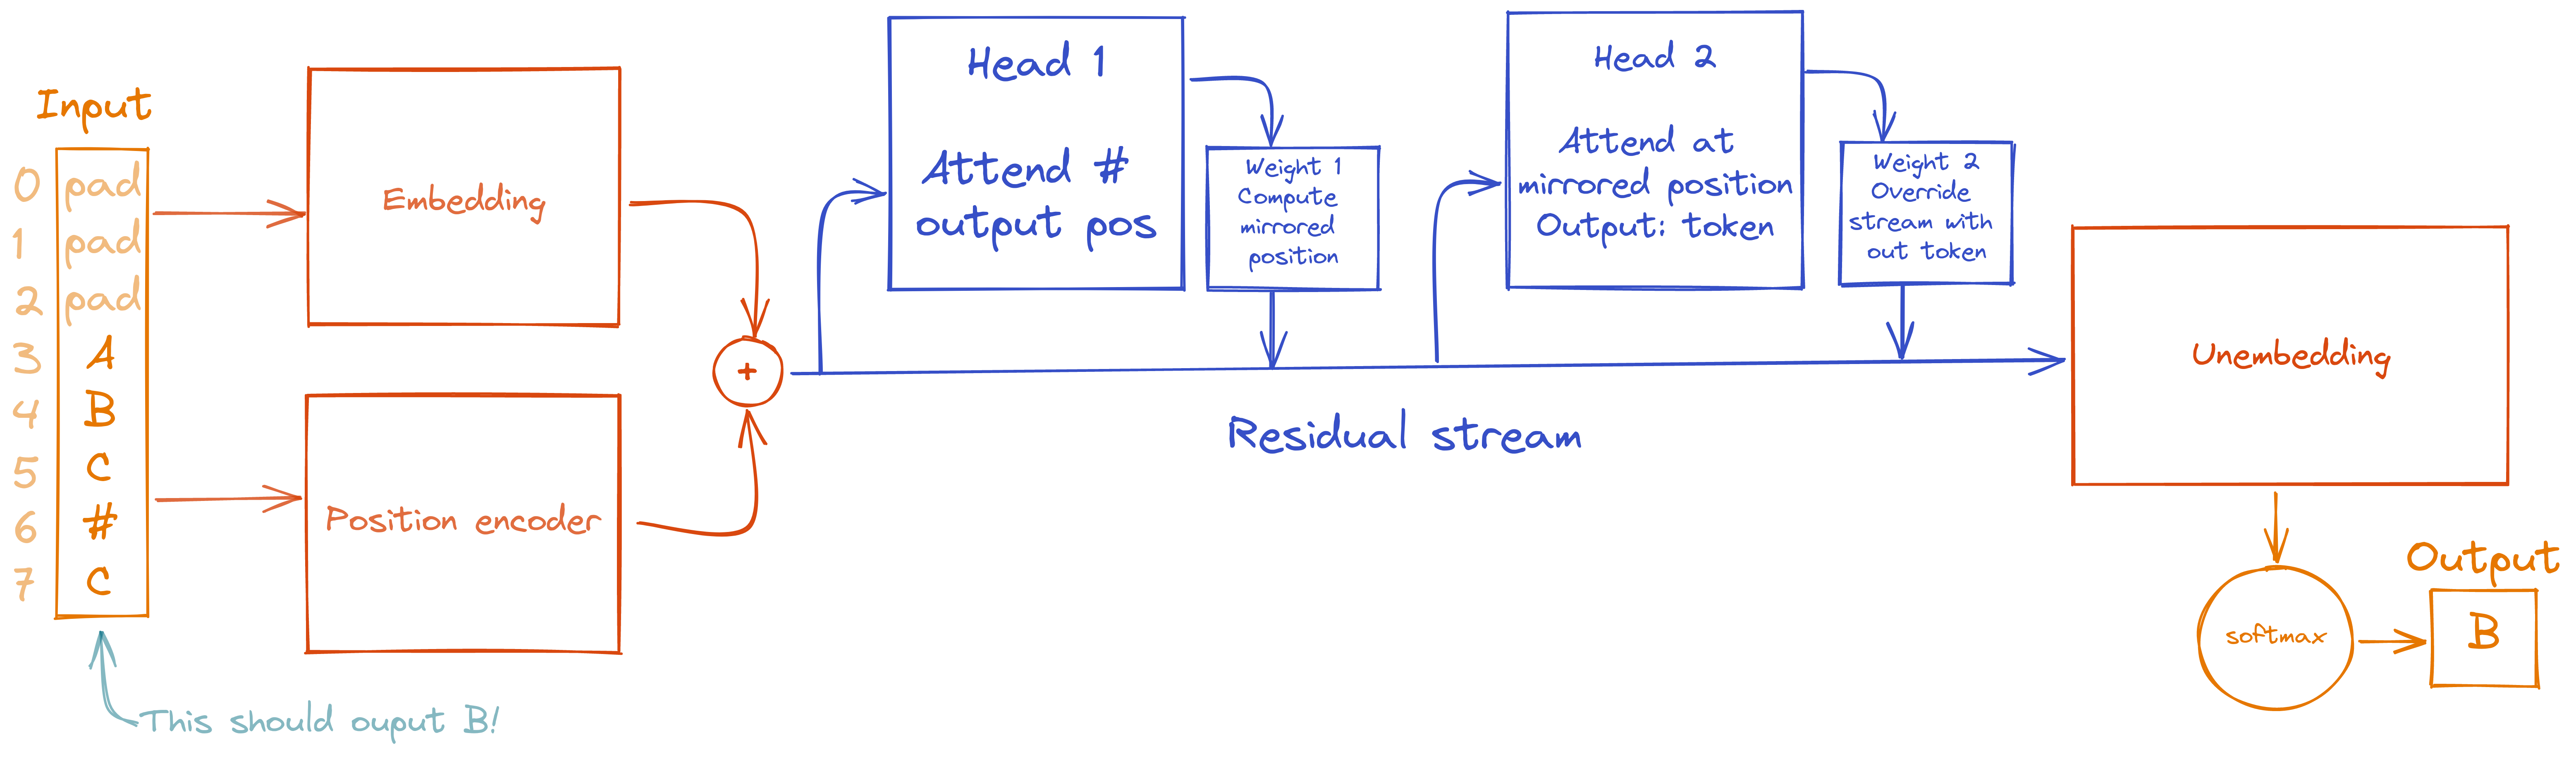 Input
0 pad
1 pad
2 pad
3 A
4 B
5 C
6 #
7 C
This should ouput B!
Embedding
Position encoder
+
Head 1
Attend #
output pos
Weight 1
Compute
mirrored
position
Head 2
Attend at
mirrored position
Output: token
Weight 2
Override
stream with
out token
Residual stream
Unembedding
softmax
Output
B